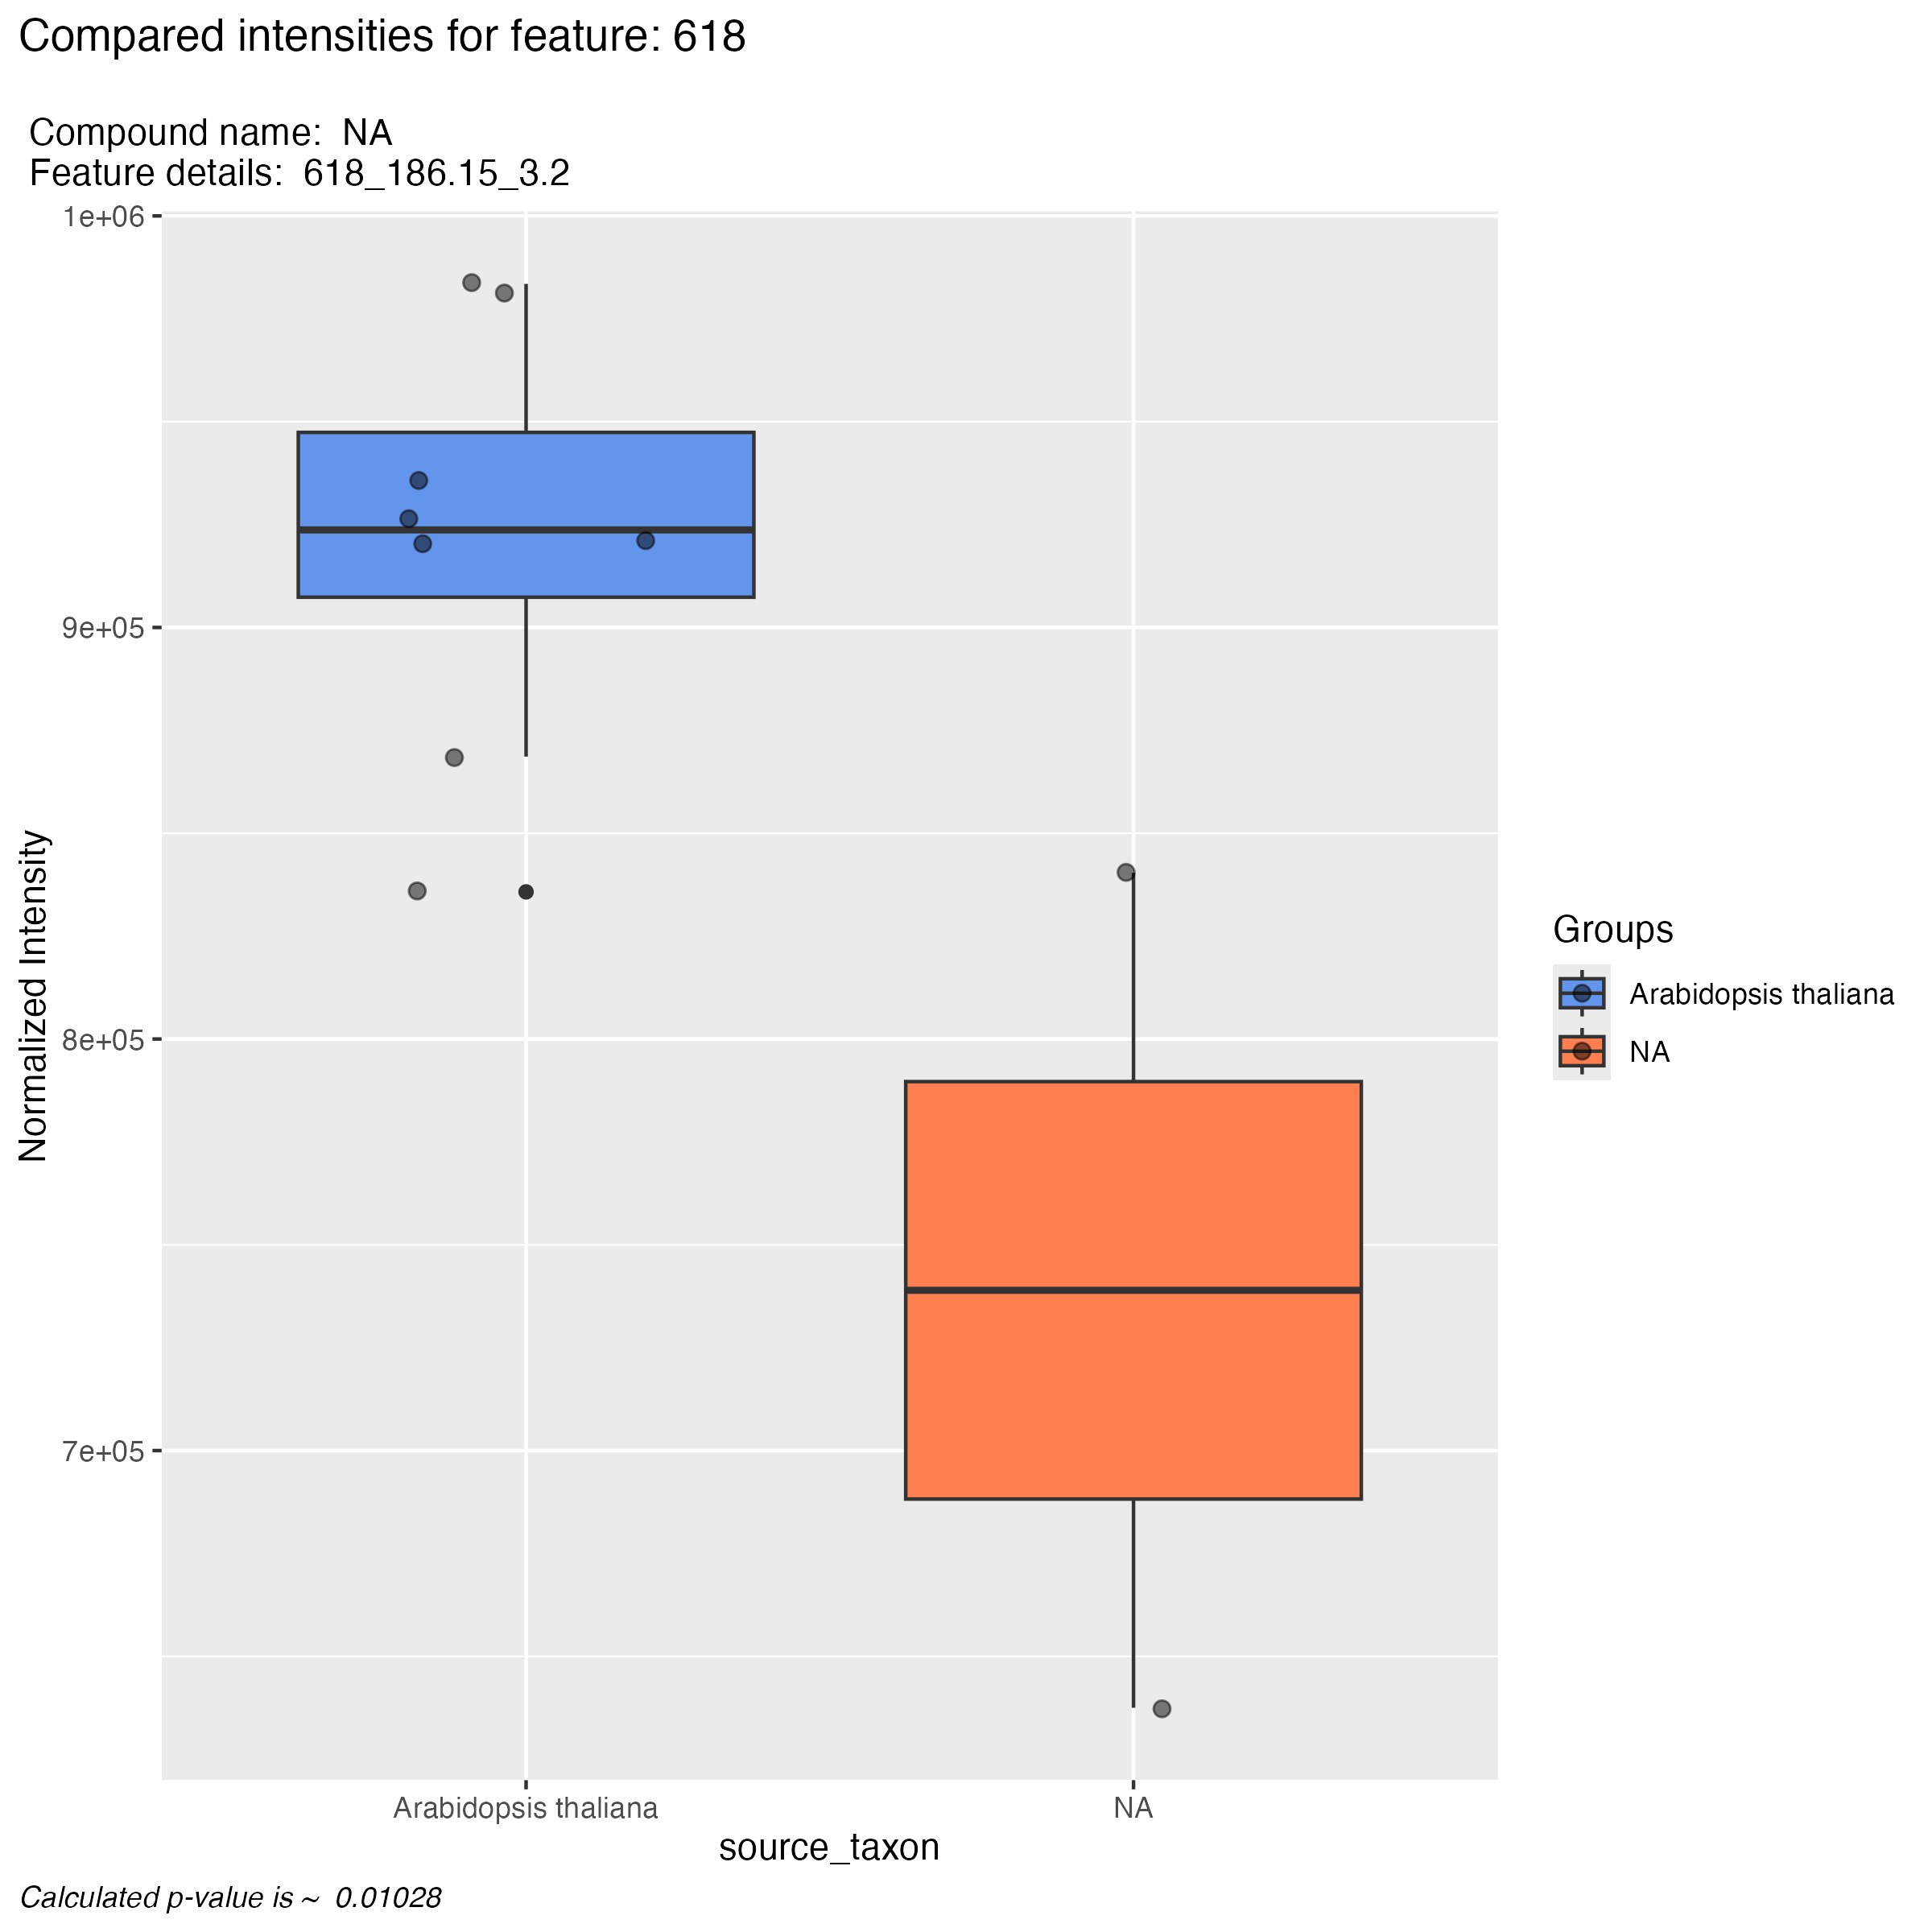 Compared intensities for feature: 618
Compound name: NA
Feature details: 618_186.15_3.2
1e+06
9e+05
8e+05
7e+05
Normalized Intensity
Arabidopsis thaliana
NA
source_taxon
Groups
Arabidopsis thaliana
NA
Calculated p-value is ~ 0.01028